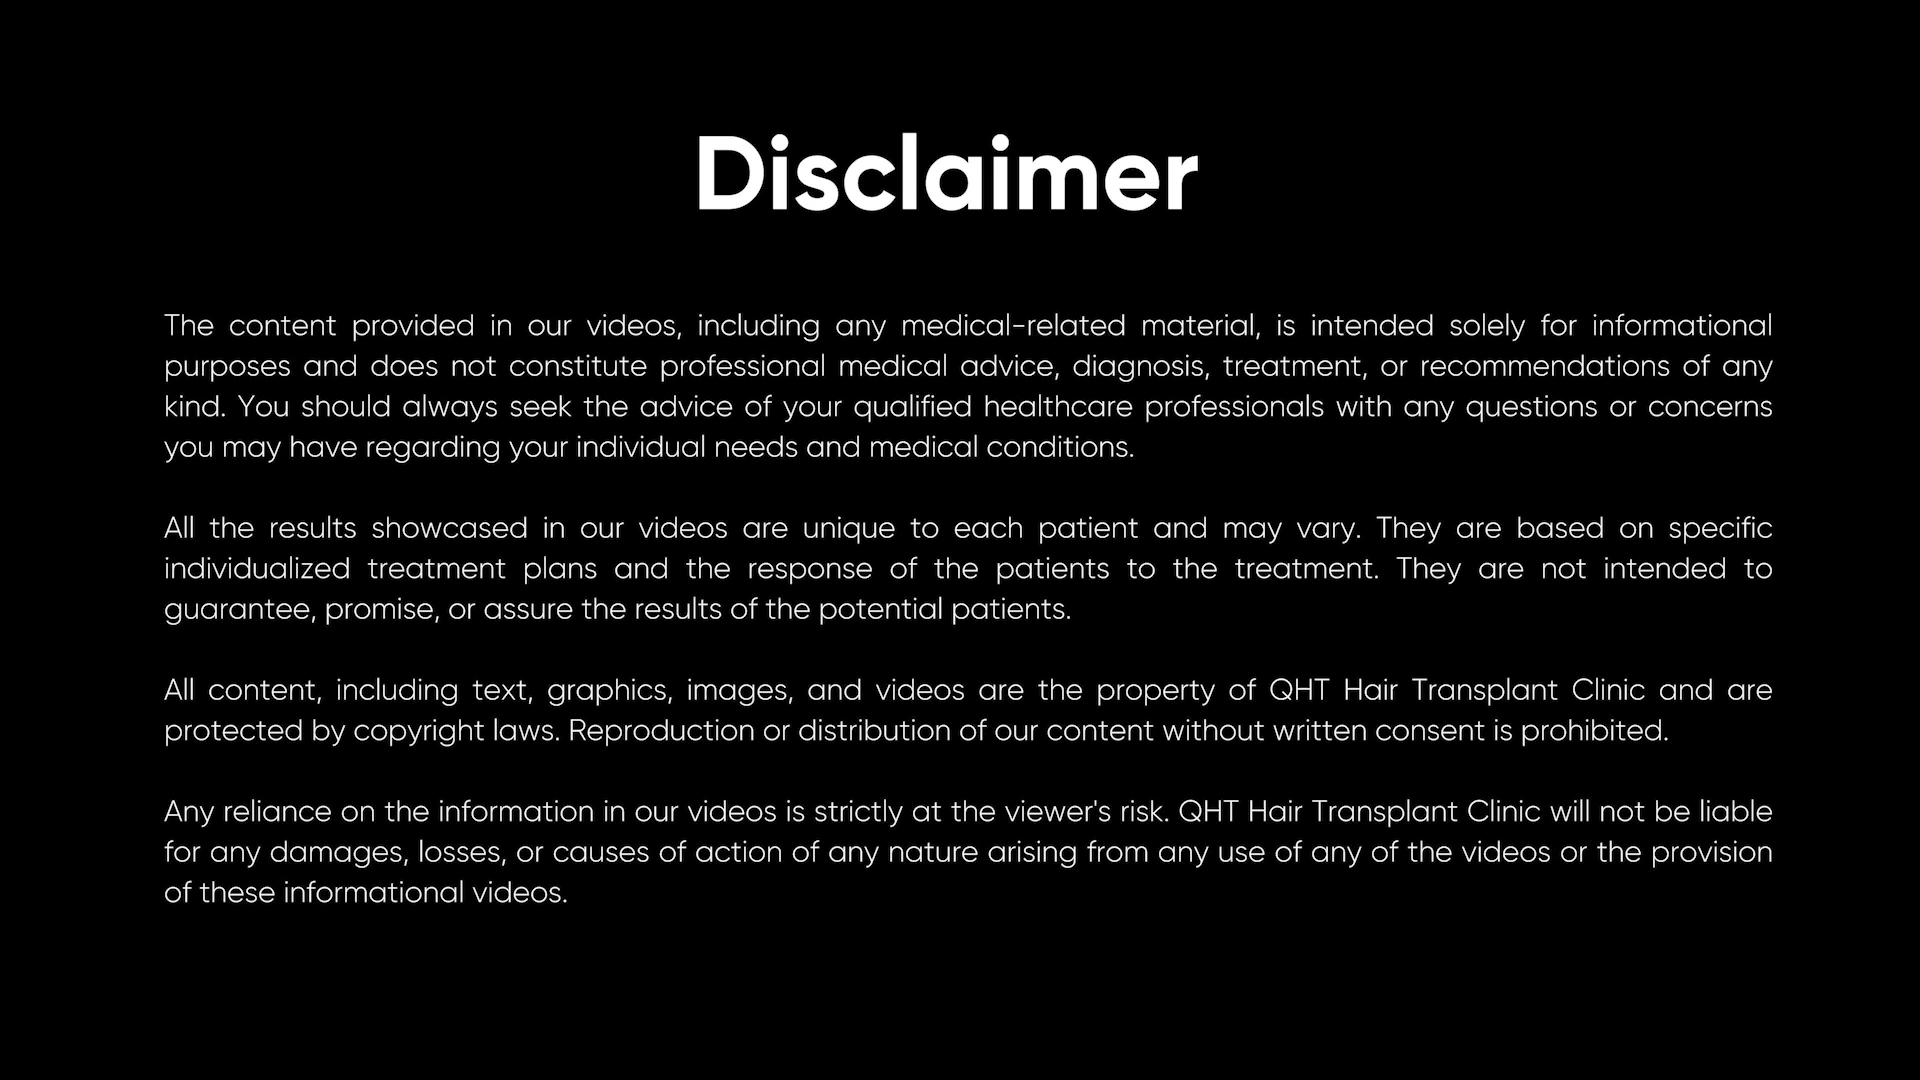 Disclaimer
The content provided in our videos, including any medical-related material, is intended solely for informational
purposes and does not constitute professional medical advice, diagnosis, treatment, or recommendations of any
kind. You should always seek the advice of your qualified healthcare professionals with any questions or concerns
you may have regarding your individual needs and medical conditions.
All the results showcased in our videos are unique to each patient and may vary. They are based on specific
individualized treatment plans and the response of the patients to the treatment. They are not intended to
guarantee, promise, or assure the results of the potential patients.
All content, including text, graphics, images, and videos are the property of QHT Hair Transplant Clinic and are
protected by copyright laws. Reproduction or distribution of our content without written consent is prohibited.
Any reliance on the information in our videos is strictly at the viewer's risk. QHT Hair Transplant Clinic will not be liable
for any damages, losses, or causes of action of any nature arising from any use of any of the videos or the provision
of these informational videos.